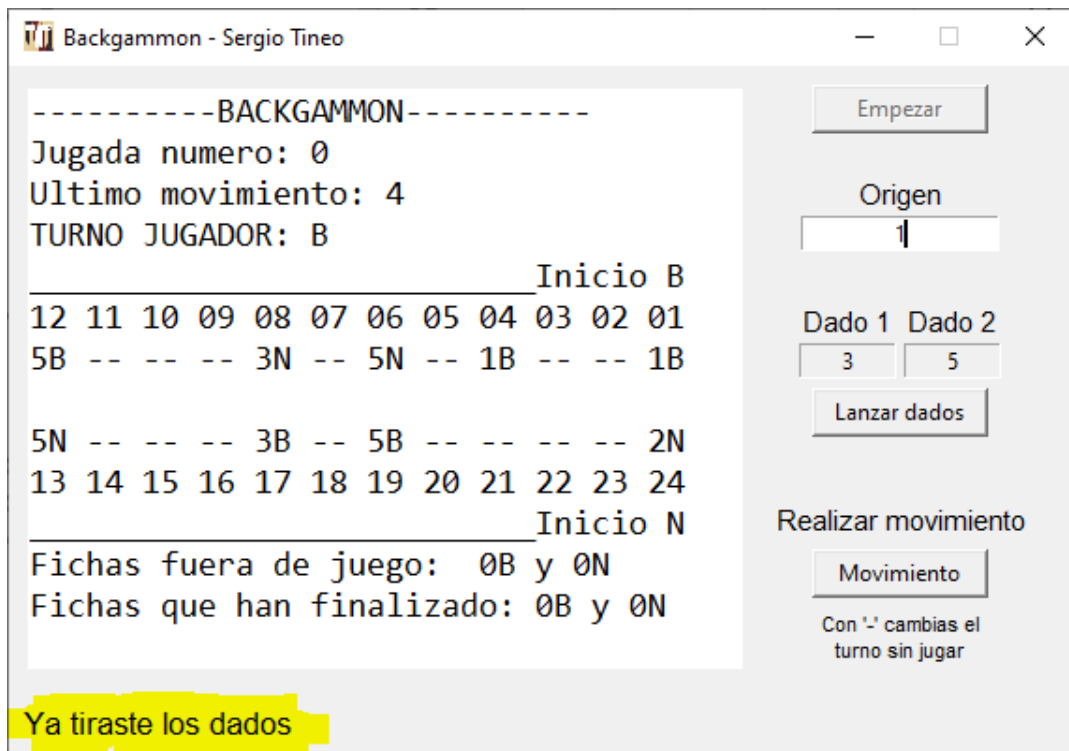 Backgammon - Sergio Tineo
----------BACKGAMMON----------
Jugada numero: 0
Ultimo movimiento: 4
TURNO JUGADOR: B
___________________________Inicio B
12 11 10 09 08 07 06 05 04 03 02 01
5B -- -- -- 3N -- 5N -- 1B -- -- 1B
5N -- -- -- 3B -- 5B -- -- -- -- 2N
13 14 15 16 17 18 19 20 21 22 23 24
___________________________Inicio N
Fichas fuera de juego:  0B y 0N
Fichas que han finalizado: 0B y 0N
Empezar
Origen
1
Dado 1 Dado 2
3 5
Lanzar dados
Realizar movimiento
Movimiento
Con '-' cambias el
turno sin jugar
Ya tiraste los dados